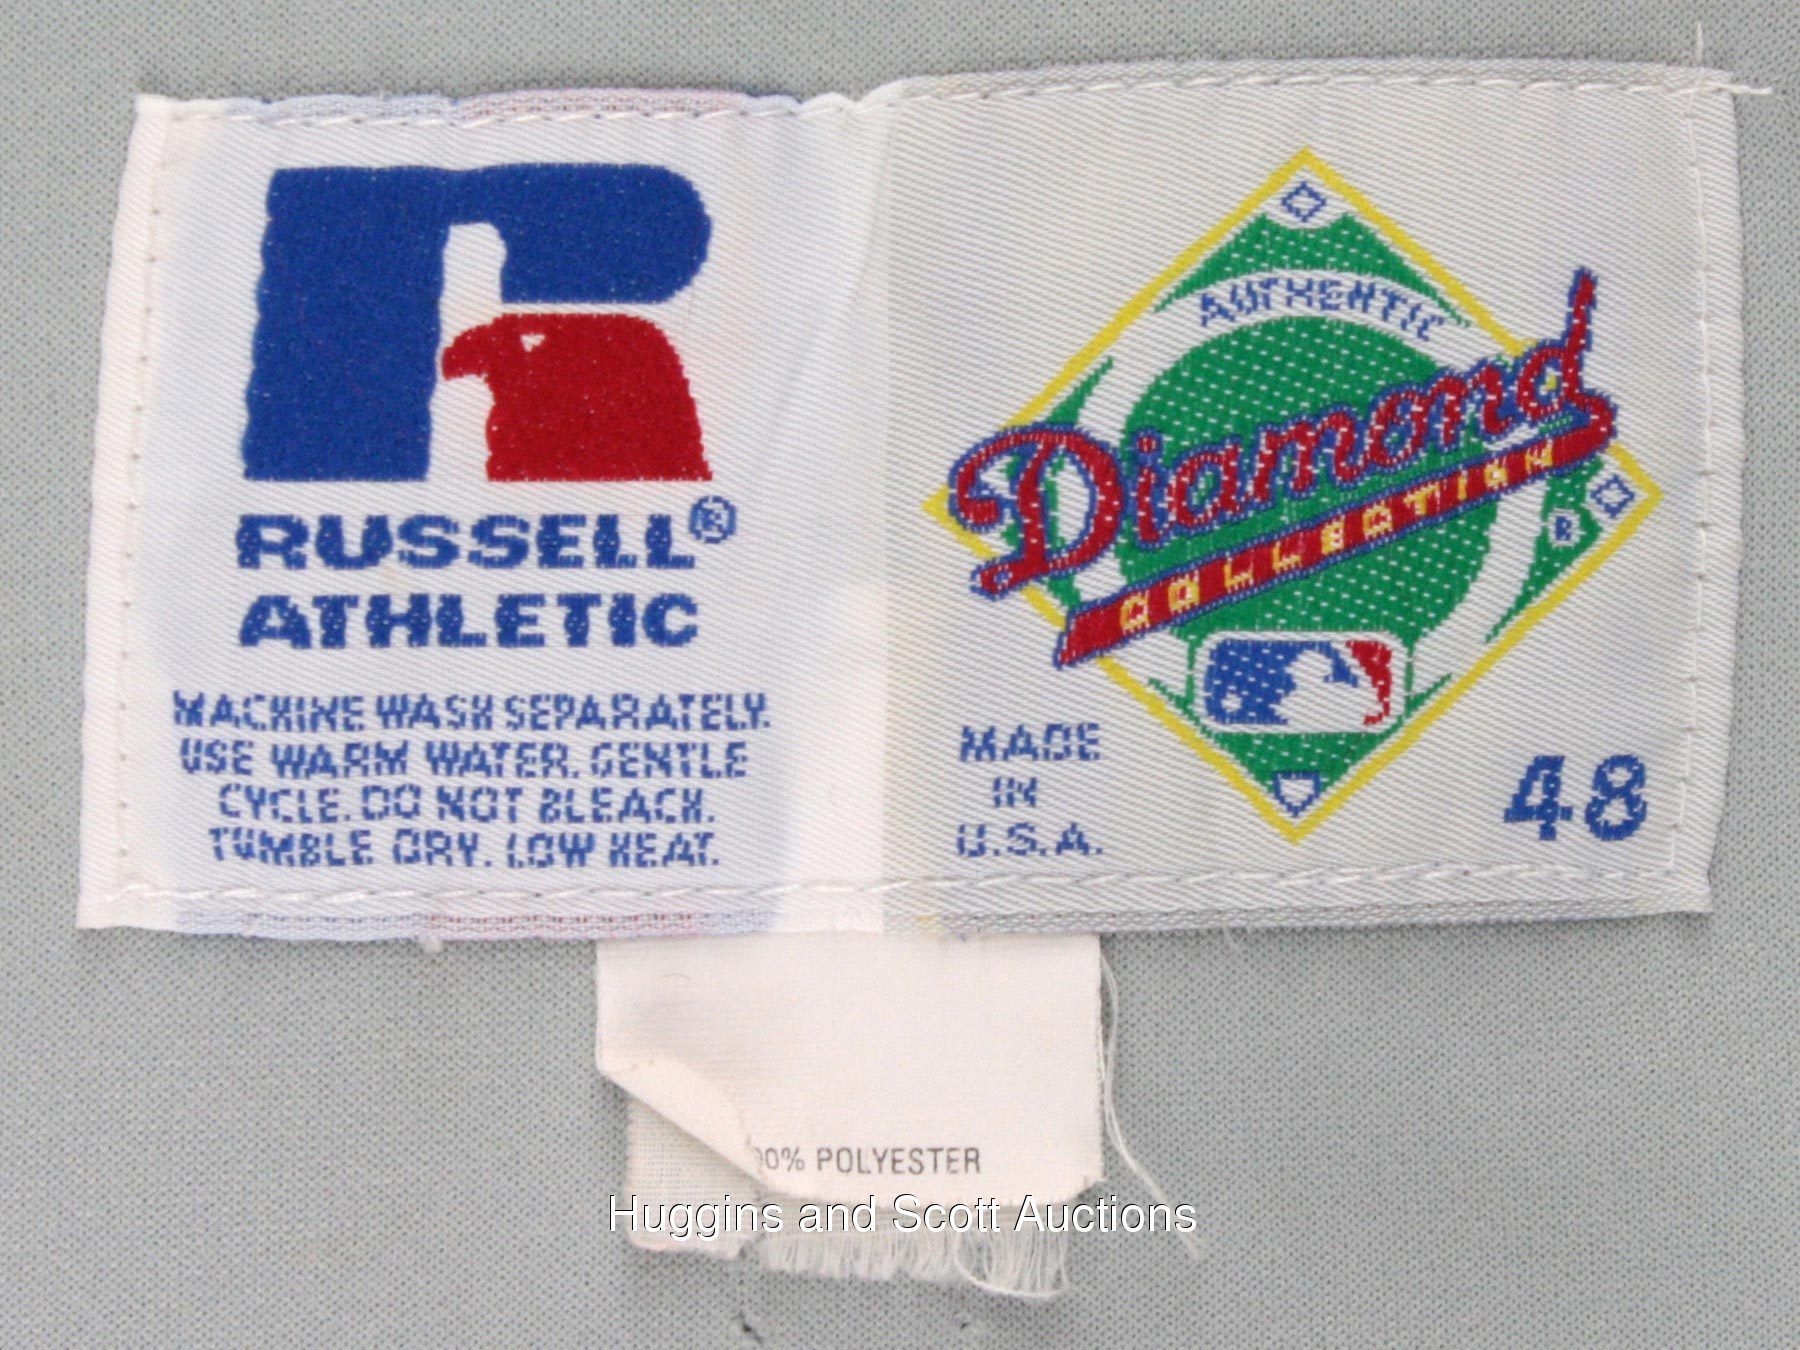 RUSSELL®
ATHLETIC
MACHINE WASH SEPARATELY.
USE WARM WATER. GENTLE
CYCLE. DO NOT BLEACH.
TUMBLE DRY. LOW HEAT.
AUTHENTIC
Diamond
COLLECTION
®
MADE
IN
U.S.A.
48
00% POLYESTER
Huggins and Scott Auctions